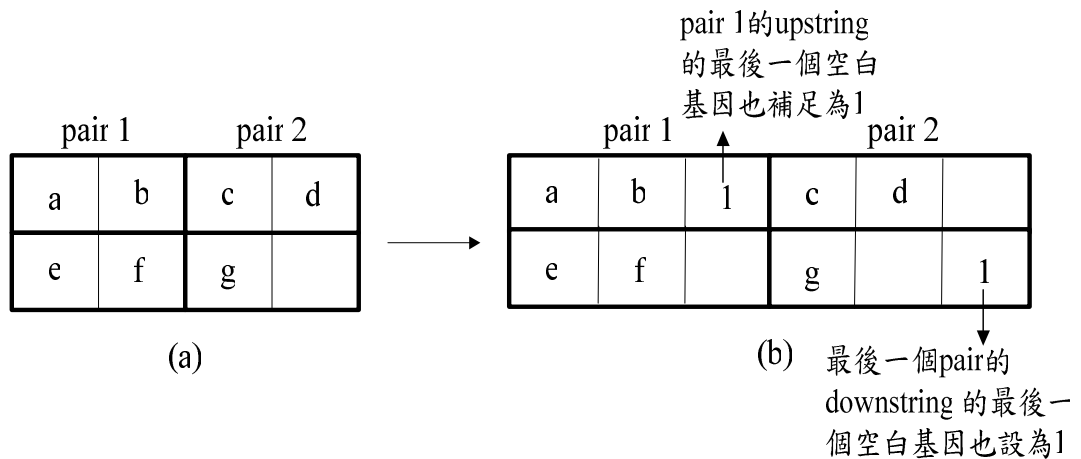 pair 1 pair 2
a b c d
e f g
(a)
pair 1的upstring
的最後一個空白
基因也補足為1
pair 1 pair 2
a b 1 c d
e f g 1
(b)
最後一個pair的
downstring 的最後一
個空白基因也設為1